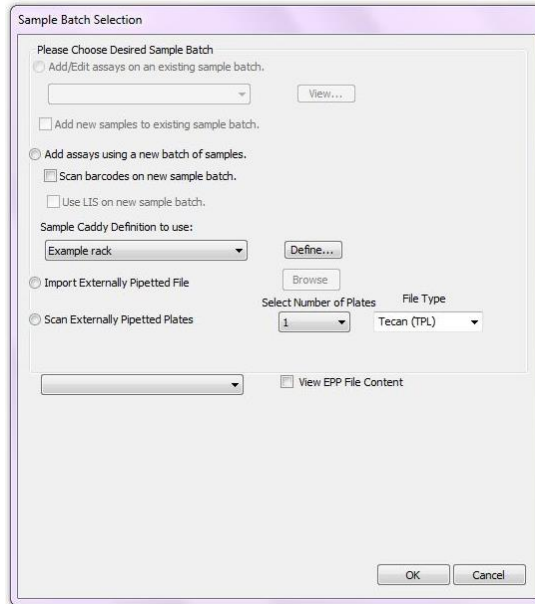 Sample Batch Selection
Please Choose Desired Sample Batch
Add/Edit assays on an existing sample batch.
View...
Add new samples to existing sample batch.
Add assays using a new batch of samples.
Scan barcodes on new sample batch.
Use LIS on new sample batch.
Sample Caddy Definition to use:
Example rack
Define...
Import Externally Pipetted File
Browse
Select Number of Plates
File Type
Scan Externally Pipetted Plates
1
Tecan (TPL)
View EPP File Content
OK
Cancel